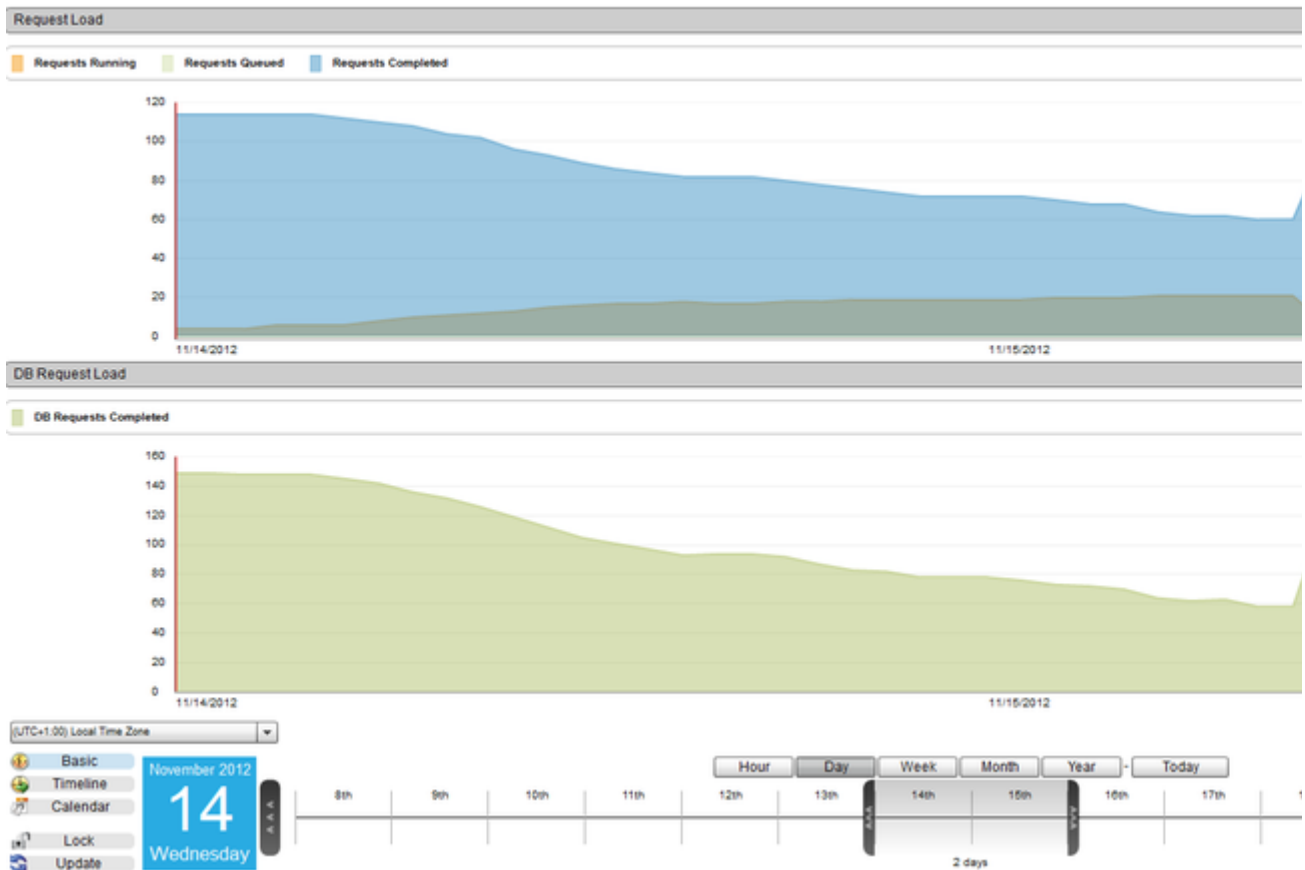 Request Load
Requests Running Requests Queued Requests Completed
120
100
80
60
40
20
0
11/14/2012 11/15/2012
DB Request Load
DB Requests Completed
160
140
120
100
80
60
40
20
0
11/14/2012 11/15/2012
(UTC+1:00) Local Time Zone
Basic
Timeline
Calendar
Lock
Update
November 2012
14
Wednesday
Hour Day Week Month Year - Today
8th 9th 10th 11th 12th 13th 14th 15th 16th 17th
2 days